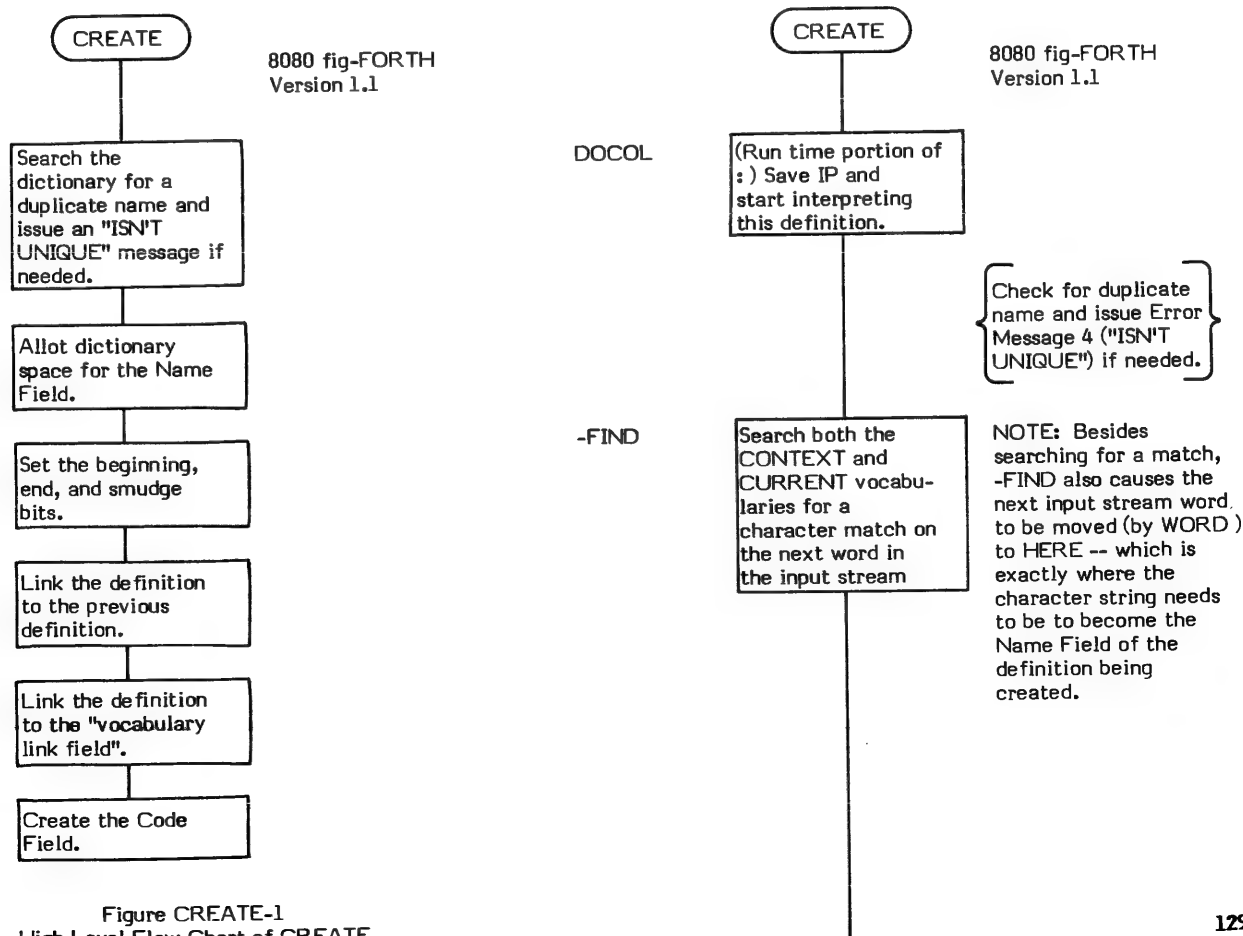 CREATE
8080 fig-FORTH
Version 1.1
Search the
dictionary for a
duplicate name and
issue an "ISN'T
UNIQUE" message if
needed.
Allot dictionary
space for the Name
Field.
Set the beginning,
end, and smudge
bits.
Link the definition
to the previous
definition.
Link the definition
to the "vocabulary
link field".
Create the Code
Field.
Figure CREATE-1
High Level Flow Chart of CREATE
CREATE
8080 fig-FORTH
Version 1.1
DOCOL
(Run time portion of
: ) Save IP and
start interpreting
this definition.
Check for duplicate
name and issue Error
Message 4 ("ISN'T
UNIQUE") if needed.
-FIND
Search both the
CONTEXT and
CURRENT vocabu-
laries for a
character match on
the next word in
the input stream
NOTE: Besides
searching for a match,
-FIND also causes the
next input stream word
to be moved (by WORD )
to HERE -- which is
exactly where the
character string needs
to be to become the
Name Field of the
definition being
created.
129